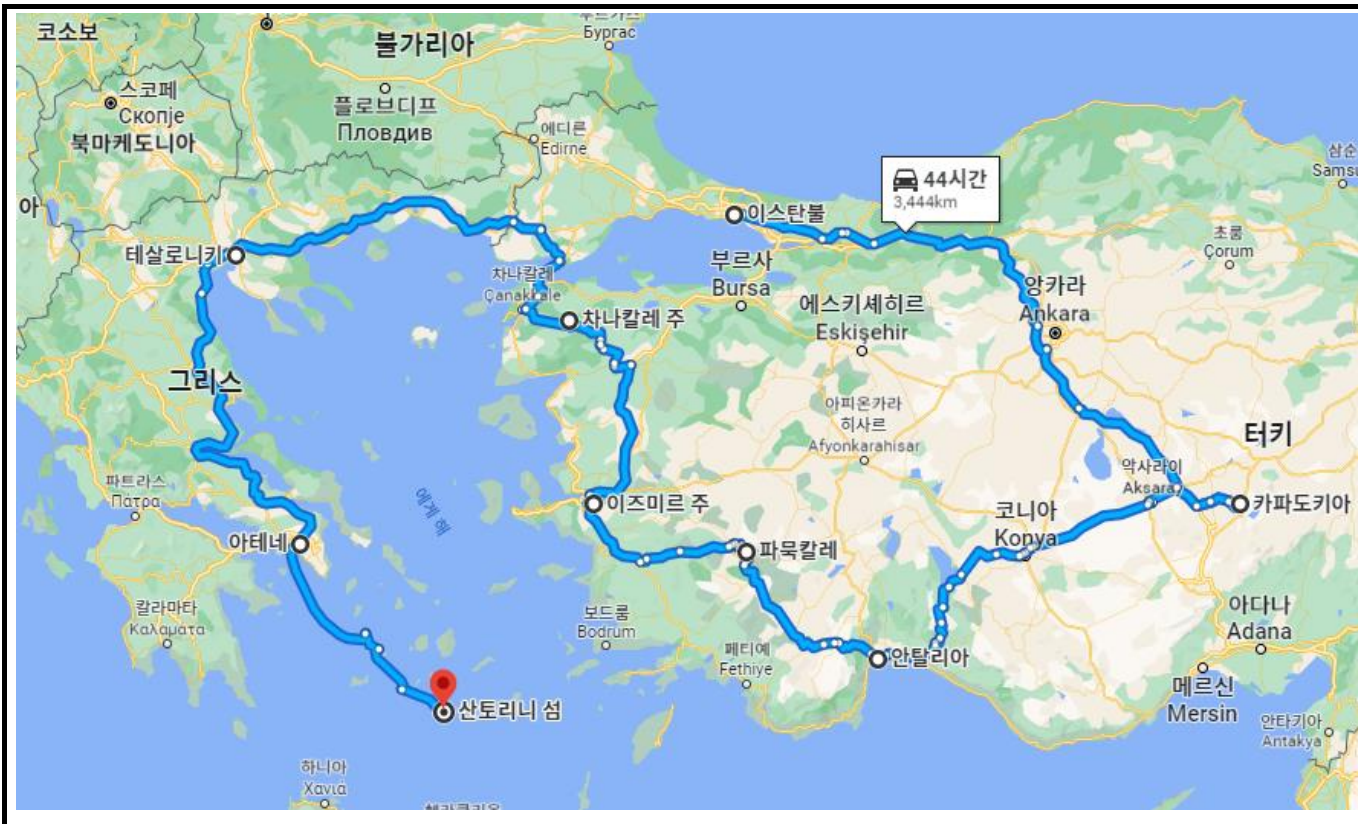 코소보
불가리아
Бургас
스코페
Скопје
북마케도니아
플로브디프
Пловдив
에디른
Edirne
44시간
3,444km
삼순
Samsu
아
이스탄불
테살로니키
차나칼레
Çanakkale
차나칼레 주
부르사
Bursa
에스키셰히르
Eskişehir
앙카라
Ankara
초룸
Çorum
그리스
아피온카라
히사르
Afyonkarahisar
터키
파트라스
Πάτρα
에게 해
이즈미르 주
악사라이
Aksaray
카파도키아
코니아
Konya
아테네
파묵칼레
칼라마타
Καλαμάτα
보드룸
Bodrum
페티예
Fethiye
안탈리아
아다나
Adana
메르신
Mersin
산토리니 섬
안타키아
Antakya
하니아
Χανιά